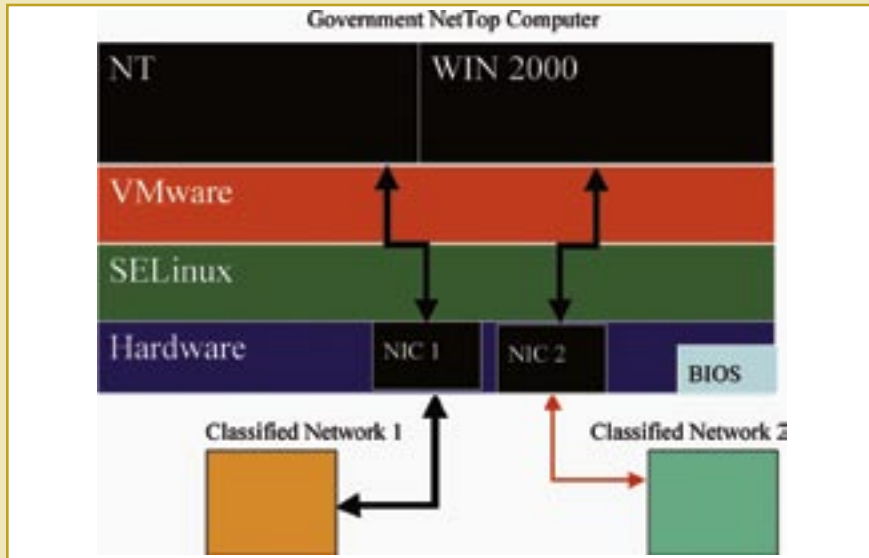 Government NetTop Computer
NT
WIN 2000
VMware
SELinux
Hardware
NIC 1
NIC 2
BIOS
Classified Network 1
Classified Network 2